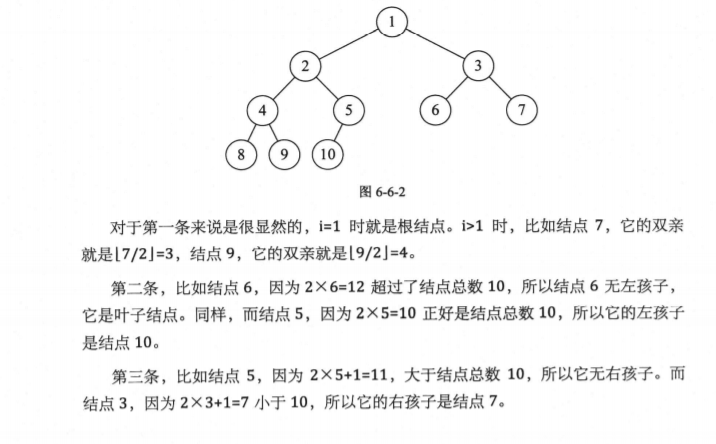 1
2 3
4 5 6 7
8 9 10
图 6-6-2
对于第一条来说是很显然的，i=1 时就是根结点。i>1 时，比如结点 7，它的双亲
就是⌊7/2⌋=3，结点 9，它的双亲就是⌊9/2⌋=4。
第二条，比如结点 6，因为 2×6=12 超过了结点总数 10，所以结点 6 无左孩子，
它是叶子结点。同样，而结点 5，因为 2×5=10 正好是结点总数 10，所以它的左孩子
是结点 10。
第三条，比如结点 5，因为 2×5+1=11，大于结点总数 10，所以它无右孩子。而
结点 3，因为 2×3+1=7 小于 10，所以它的右孩子是结点 7。